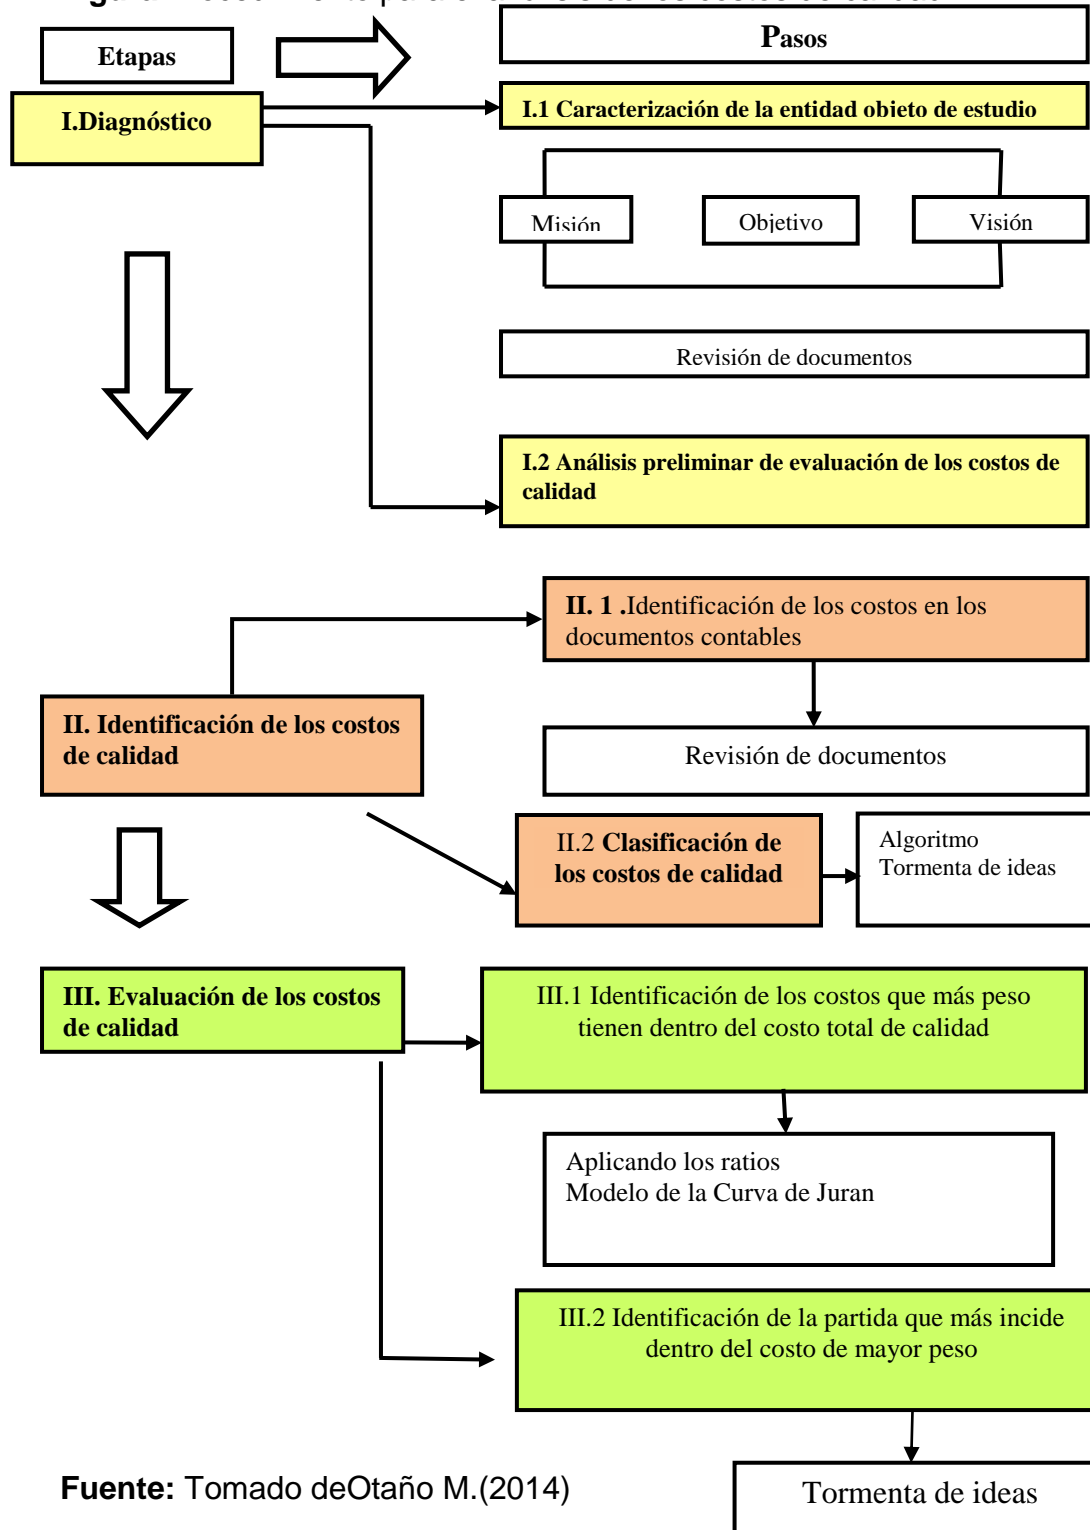 Etapas
Pasos
I.Diagnóstico
I.1 Caracterización de la entidad objeto de estudio
Misión
Objetivo
Visión
Revisión de documentos
I.2 Análisis preliminar de evaluación de los costos de
calidad
II. 1 .Identificación de los costos en los
documentos contables
II. Identificación de los costos
de calidad
Revisión de documentos
II.2 Clasificación de
los costos de calidad
Algoritmo
Tormenta de ideas
III. Evaluación de los costos
de calidad
III.1 Identificación de los costos que más peso
tienen dentro del costo total de calidad
Aplicando los ratios
Modelo de la Curva de Juran
III.2 Identificación de la partida que más incide
dentro del costo de mayor peso
Fuente: Tomado deOtaño M.(2014)
Tormenta de ideas